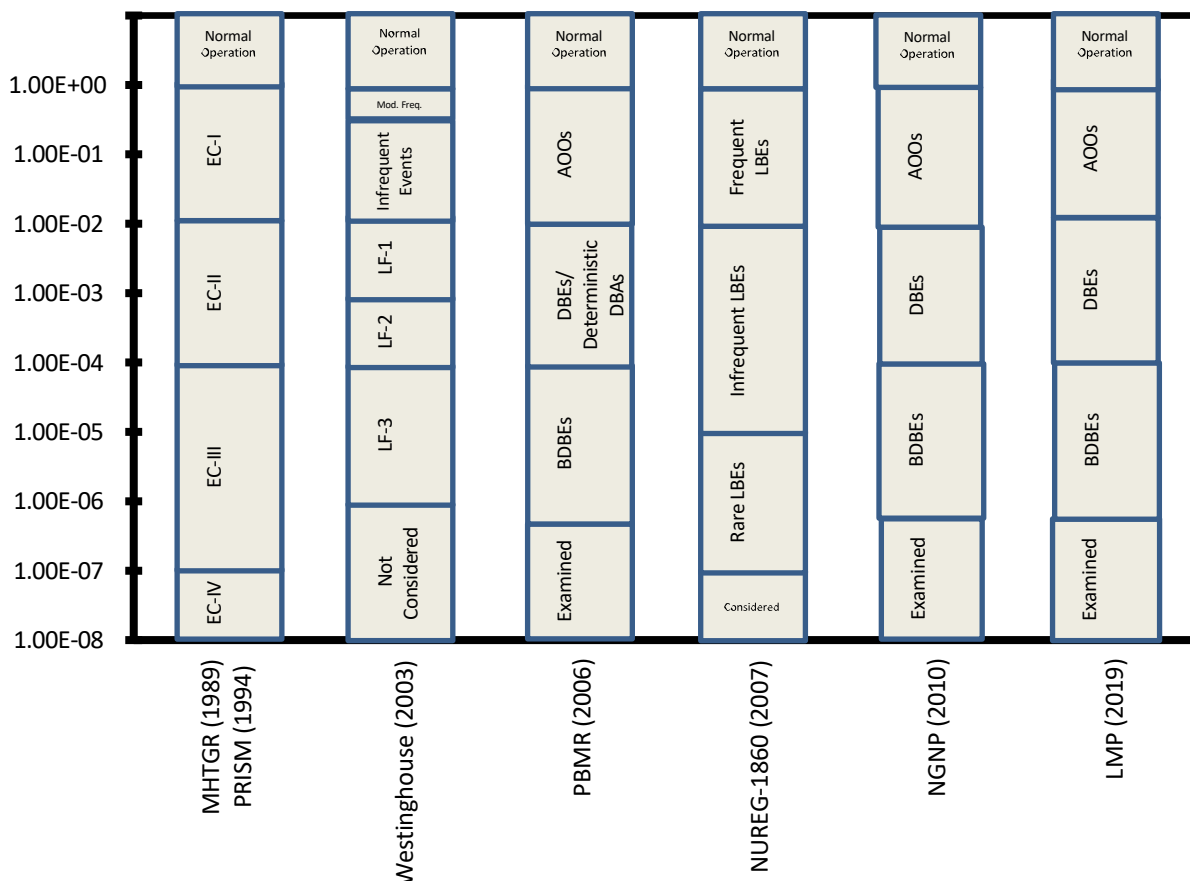 Normal
Operation
Normal
Operation
Normal
Operation
Normal
Operation
Normal
Operation
Normal
Operation
1.00E+00
1.00E-01
1.00E-02
1.00E-03
1.00E-04
1.00E-05
1.00E-06
1.00E-07
1.00E-08
EC-I
EC-II
EC-III
EC-IV
Mod. Freq.
Infrequent
Events
LF-1
LF-2
LF-3
Not
Considered
AOOs
DBEs/
Deterministic
DBAs
BDBEs
Examined
Frequent
LBEs
Infrequent LBEs
Rare LBEs
Considered
AOOs
DBEs
BDBEs
Examined
AOOs
DBEs
BDBEs
Examined
MHTGR (1989)
PRISM (1994)
Westinghouse (2003)
PBMR (2006)
NUREG-1860 (2007)
NGNP (2010)
LMP (2019)